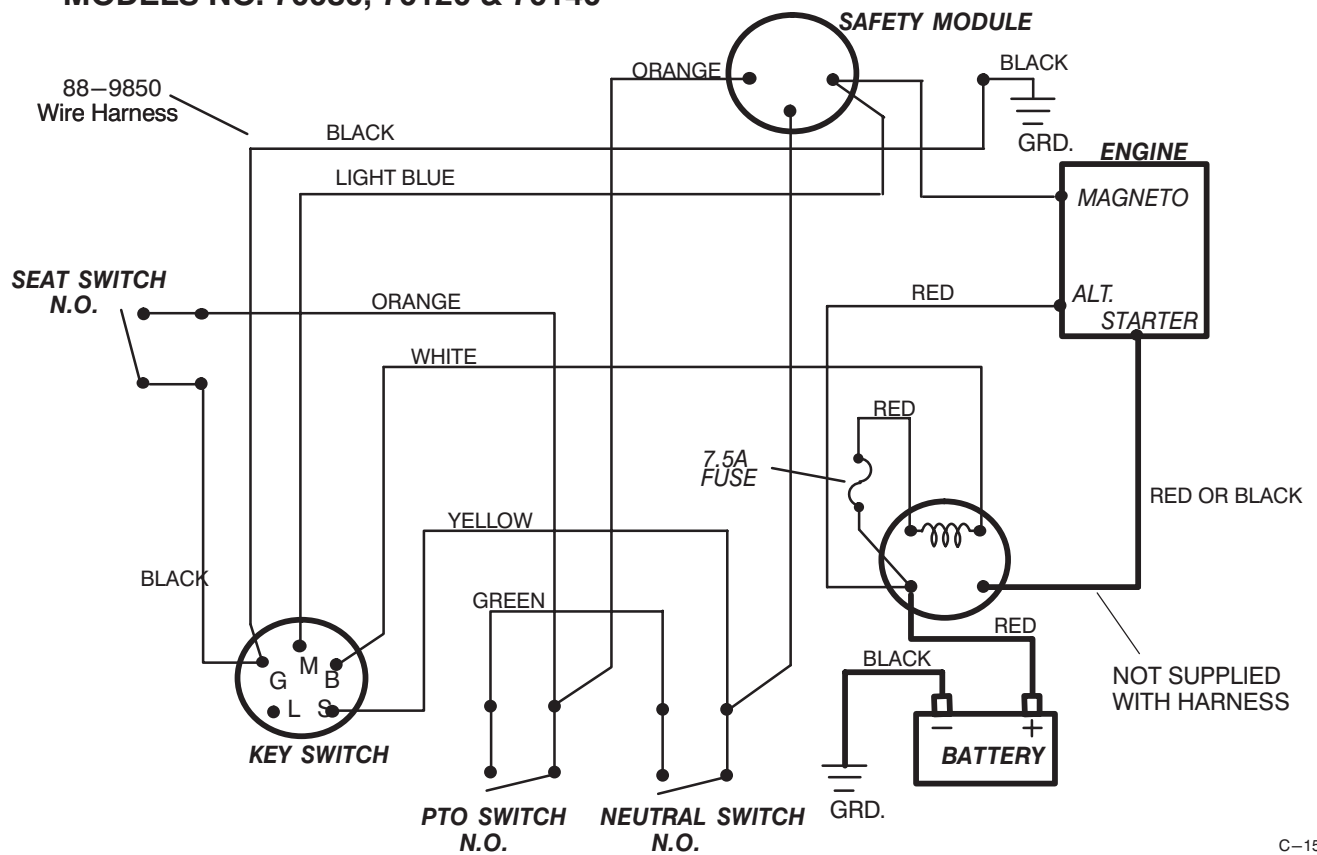 SAFETY MODULE
88–9850
Wire Harness
ORANGE
BLACK
BLACK
GRD.
LIGHT BLUE
ENGINE
MAGNETO
SEAT SWITCH
N.O.
ORANGE
RED
ALT.
STARTER
WHITE
RED
7.5A
FUSE
RED OR BLACK
YELLOW
BLACK
GREEN
RED
BLACK
NOT SUPPLIED
WITH HARNESS
M
G
B
L
S
KEY SWITCH
– +
BATTERY
GRD.
PTO SWITCH
N.O.
NEUTRAL SWITCH
N.O.
C–15